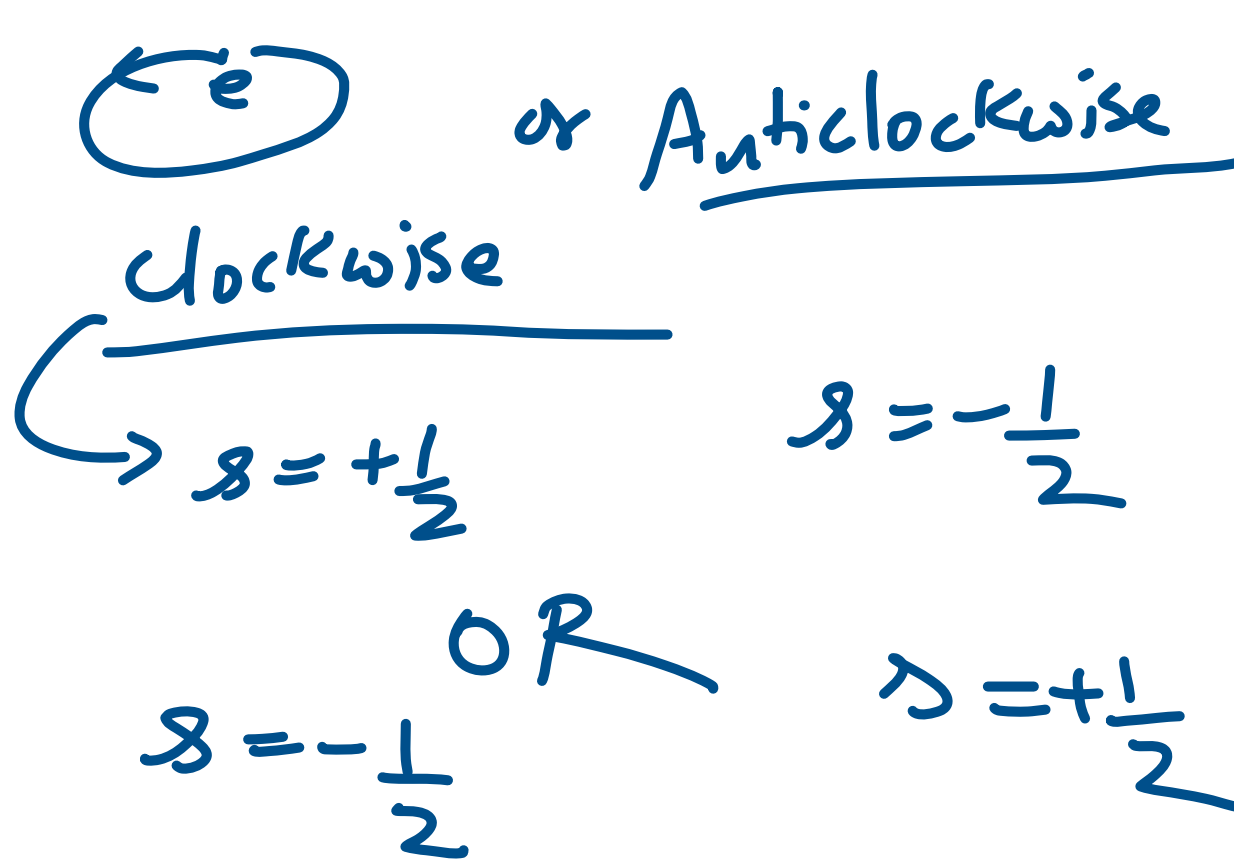 e
or Anticlockwise
clockwise
s = +1/2
s = -1/2
OR
s = -1/2
s = +1/2